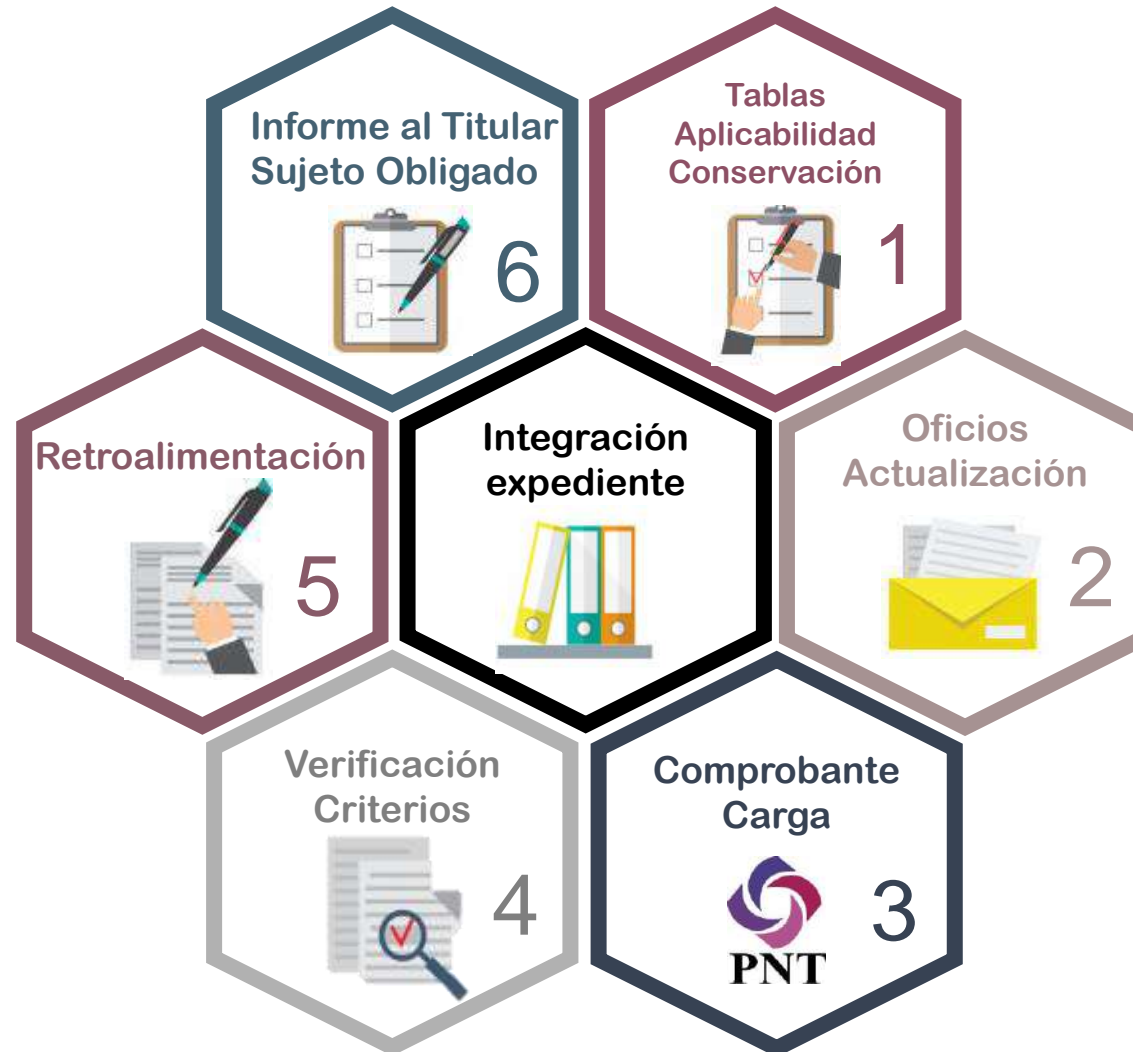 Informe al Titular
Sujeto Obligado
6
Tablas
Aplicabilidad
Conservación
1
Retroalimentación
5
Integración
expediente
Oficios
Actualización
2
Verificación
Criterios
4
Comprobante
Carga
PNT
3